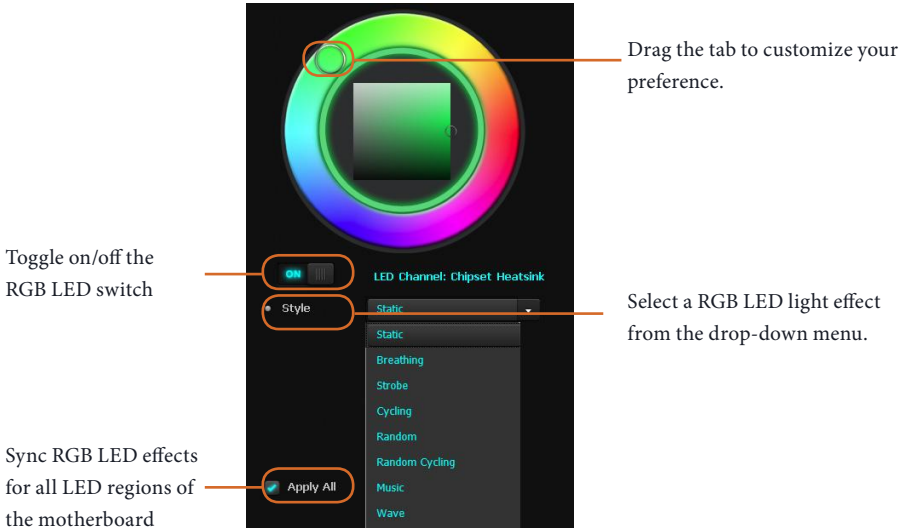 Drag the tab to customize your
preference.
Toggle on/off the
RGB LED switch
ON
LED Channel: Chipset Heatsink
Style
Static
Select a RGB LED light effect
from the drop-down menu.
Static
Breathing
Strobe
Cycling
Random
Random Cycling
Music
Wave
Sync RGB LED effects
for all LED regions of
the motherboard
Apply All